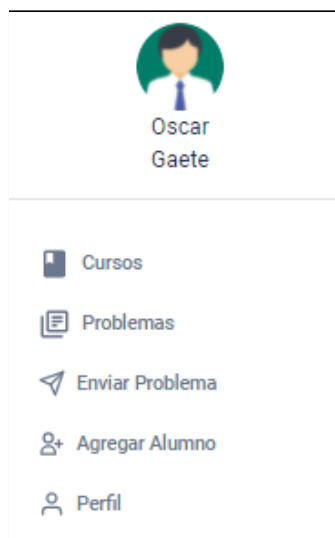 Oscar
Gaete
Cursos
Problemas
Enviar Problema
Agregar Alumno
Perfil